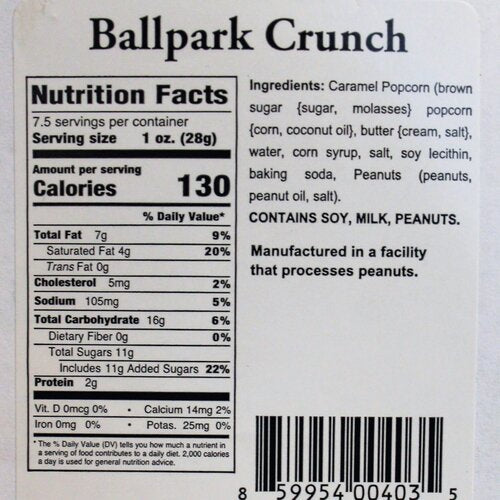 Ballpark Crunch
Nutrition Facts
7.5 servings per container
Serving size 1 oz. (28g)
Amount per serving
Calories 130
% Daily Value*
Total Fat 7g 9%
Saturated Fat 4g 20%
Trans Fat 0g
Cholesterol 5mg 2%
Sodium 105mg 5%
Total Carbohydrate 16g 6%
Dietary Fiber 0g 0%
Total Sugars 11g
Includes 11g Added Sugars 22%
Protein 2g
Vit. D 0mcg 0% • Calcium 14mg 2%
Iron 0mg 0% • Potas. 25mg 0%
* The % Daily Value (DV) tells you how much a nutrient in
a serving of food contributes to a daily diet. 2,000 calories
a day is used for general nutrition advice.
Ingredients: Caramel Popcorn (brown
sugar {sugar, molasses} popcorn
{corn, coconut oil}, butter {cream, salt},
water, corn syrup, salt, soy lecithin,
baking soda, Peanuts (peanuts,
peanut oil, salt).
CONTAINS SOY, MILK, PEANUTS.
Manufactured in a facility
that processes peanuts.
8 59954 00403 5